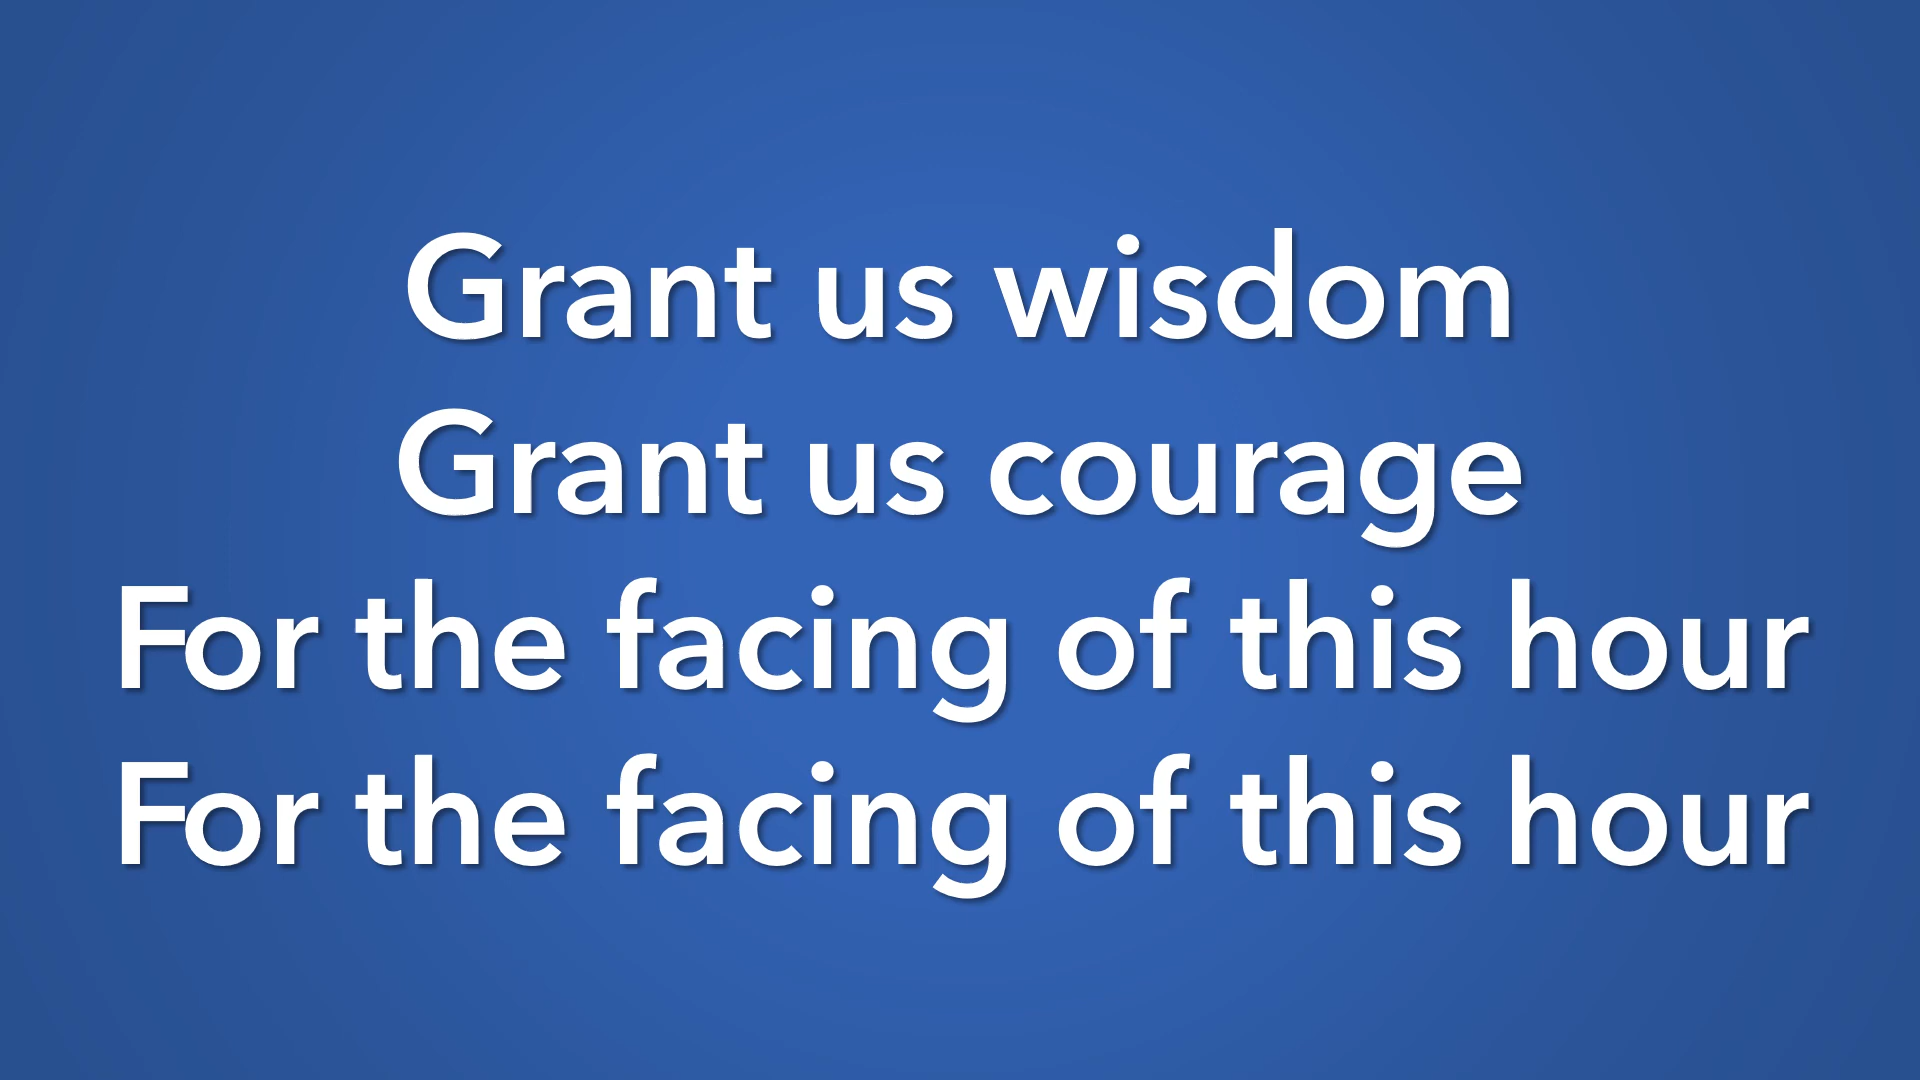 Grant us wisdom
Grant us courage
For the facing of this hour
For the facing of this hour